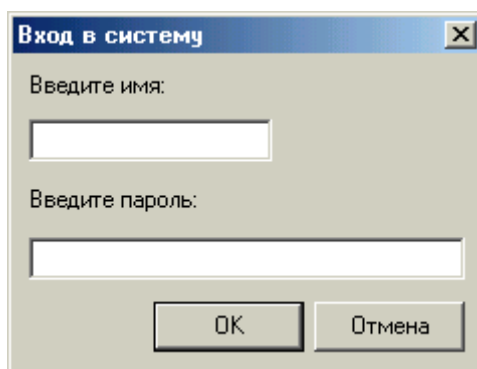 Вход в систему
Введите имя:
Введите пароль:
OK Отмена